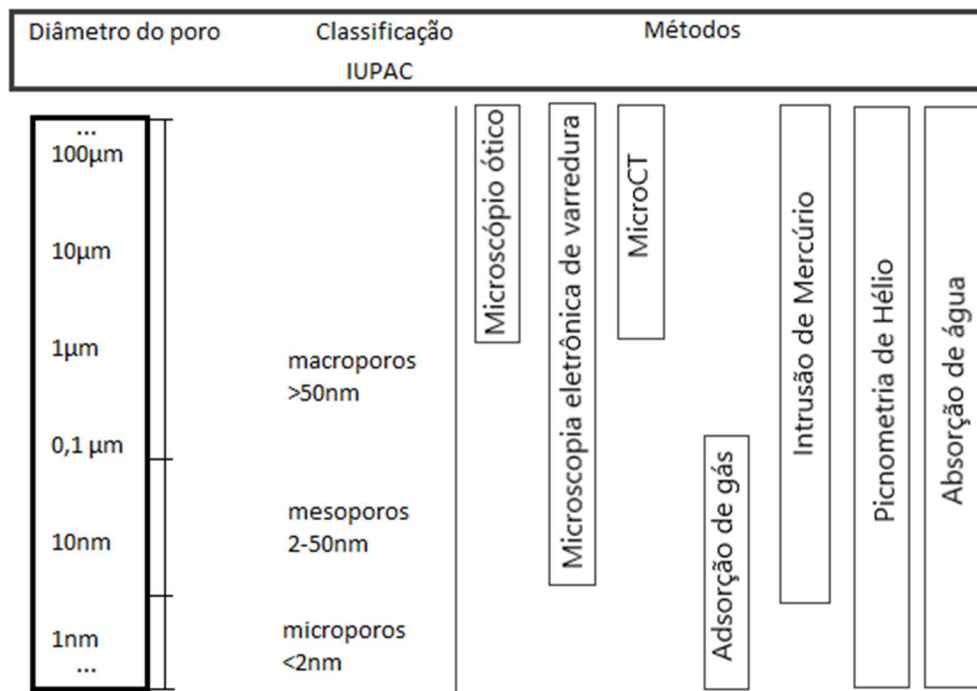 Diâmetro do poro
Classificação
IUPAC
Métodos
...
100µm
10µm
1µm
0,1 µm
10nm
1nm
...
macroporos
>50nm
mesoporos
2-50nm
microporos
<2nm
Microscópio ótico
Microscopia eletrônica de varredura
MicroCT
Adsorção de gás
Intrusão de Mercúrio
Picnometria de Hélio
Absorção de água